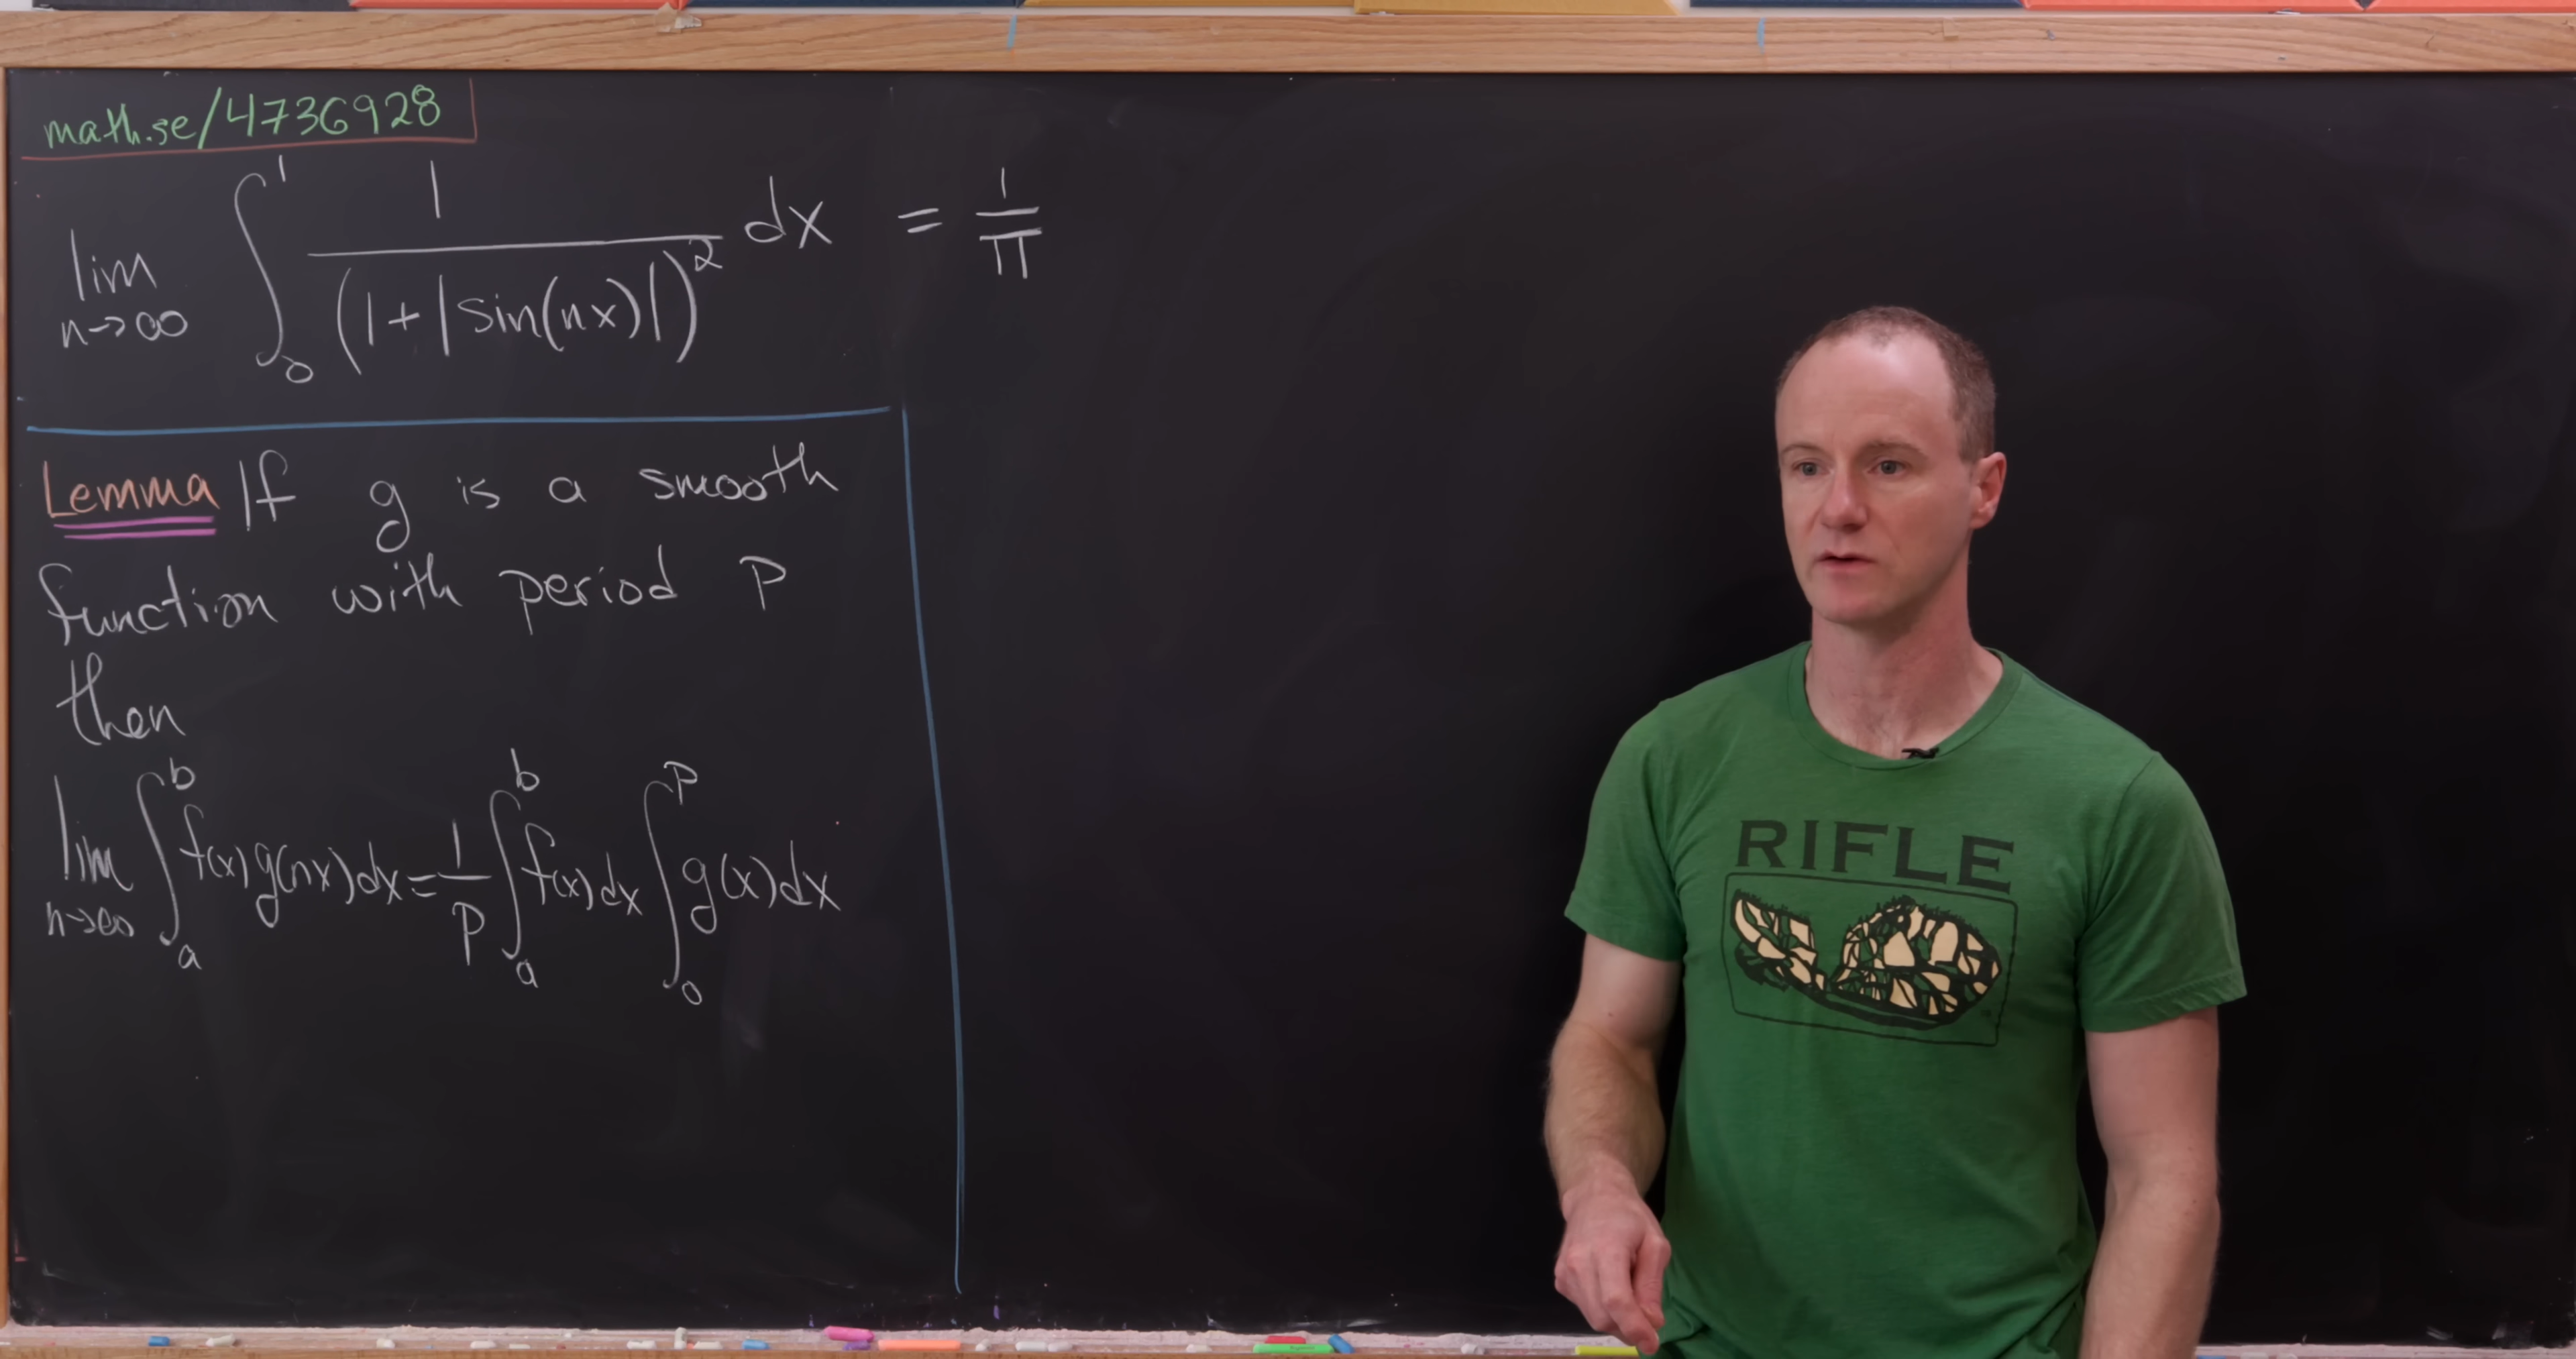 math.se/4736928
lim n→∞ ∫₀¹ 1/(1+|sin(nx)|)² dx = 1/π
Lemma If g is a smooth
function with period P
then
lim n→∞ ∫ₐᵇ f(x)g(nx)dx = 1/P ∫ₐᵇ f(x)dx ∫₀ᴾ g(x)dx
RIFLE